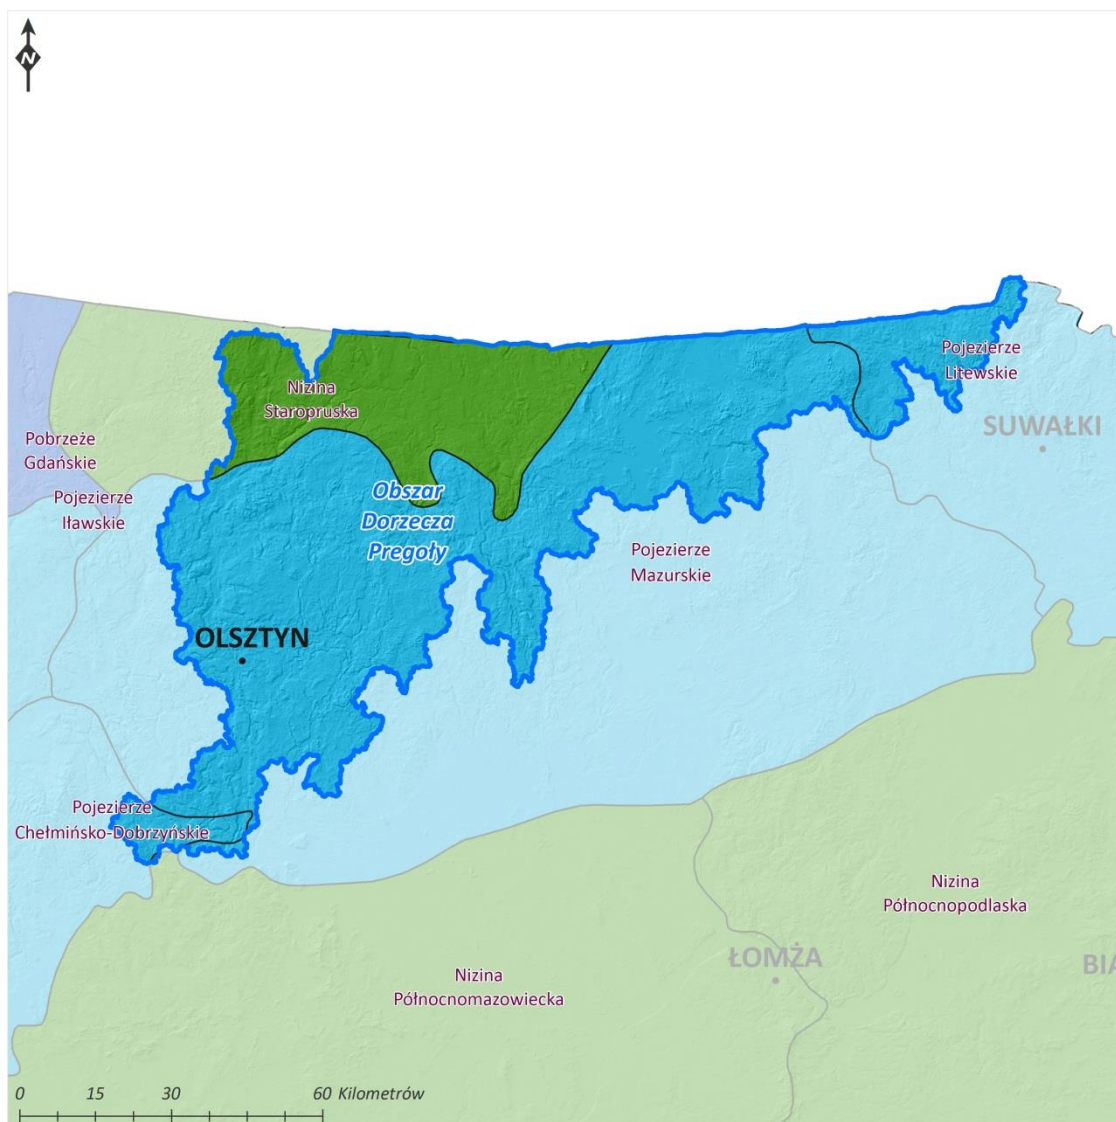 N
Pojezierze
Litewskie
Nizina
Staropruska
SUWAŁKI
Pobrzeże
Gdańskie
Pojezierze
Iławskie
Obszar
Dorzecza
Pregoły
Pojezierze
Mazurskie
OLSZTYN
Pojezierze
Chełmińsko-Dobrzyńskie
Nizina
Północnopodlaska
ŁOMŻA
BIA
Nizina
Północnomazowiecka
0 15 30 60 Kilometrów